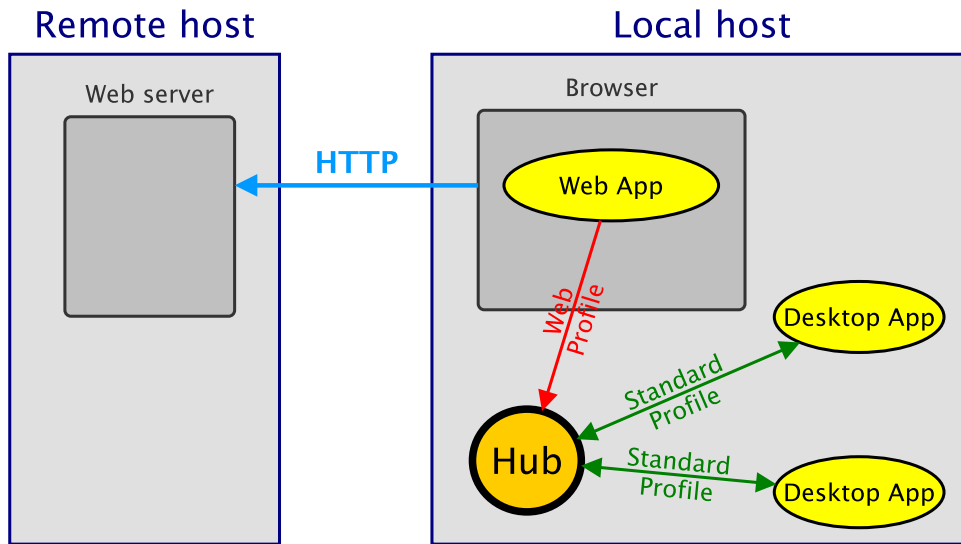 Remote host
Local host
Web server
Browser
HTTP
Web App
Web
Profile
Desktop App
Standard
Profile
Hub
Standard
Profile
Desktop App